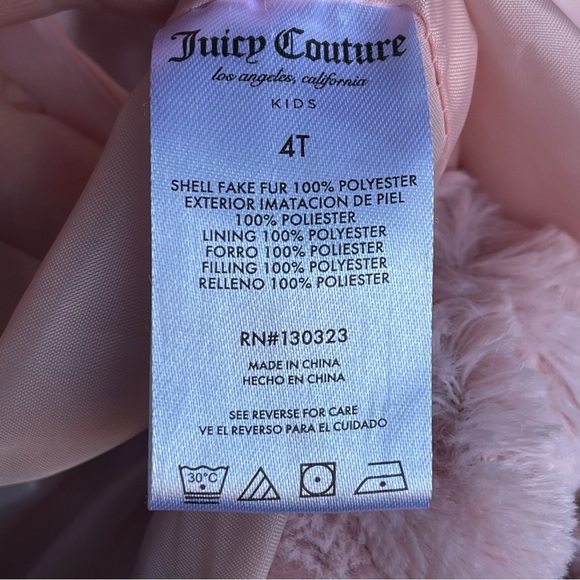 Juicy Couture
los angeles, california
KIDS
4T
SHELL FAKE FUR 100% POLYESTER
EXTERIOR IMATACION DE PIEL
100% POLIESTER
LINING 100% POLYESTER
FORRO 100% POLIESTER
FILLING 100% POLYESTER
RELLENO 100% POLIESTER
RN#130323
MADE IN CHINA
HECHO EN CHINA
SEE REVERSE FOR CARE
VE EL REVERSO PARA EL CUIDADO
30°C